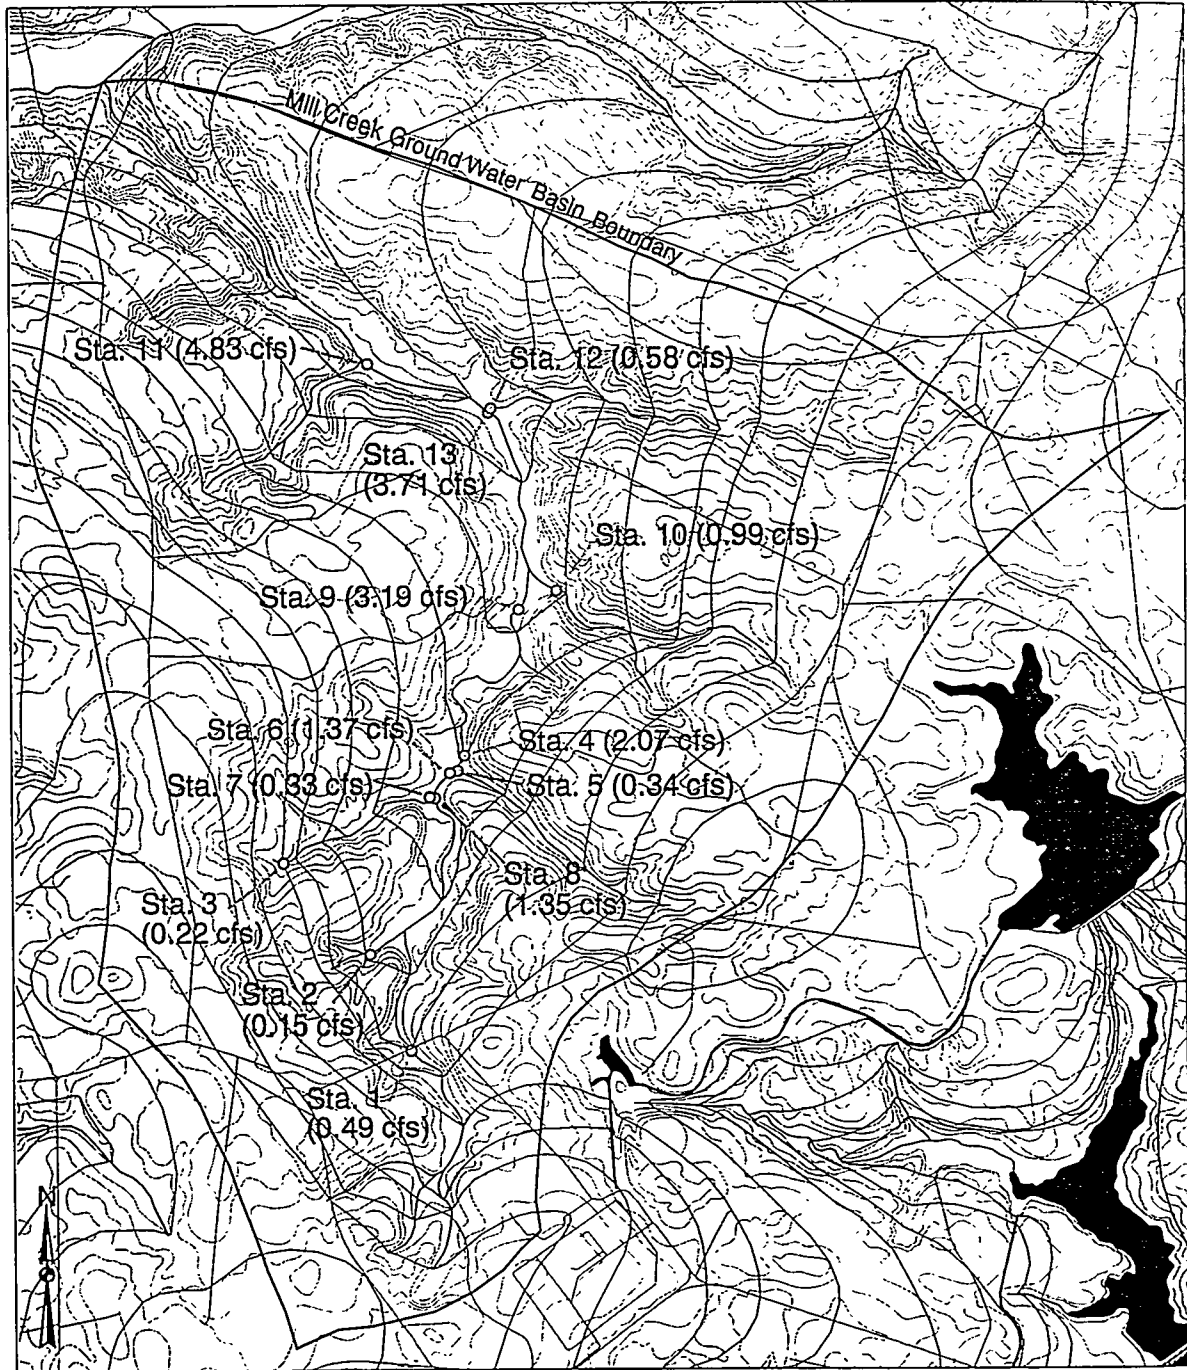 Mill Creek Ground Water Basin Boundary
Sta. 11 (4.83 cfs)
Sta. 12 (0.58 cfs)
Sta. 13
(3.71 cfs)
Sta. 10 (0.99 cfs)
Sta. 9 (3.19 cfs)
Sta. 6 (1.37 cfs)
Sta. 4 (2.07 cfs)
Sta. 7 (0.33 cfs)
Sta. 5 (0.34 cfs)
Sta. 8
(1.35 cfs)
Sta. 3
(0.22 cfs)
Sta. 2
(0.15 cfs)
Sta. 1
(0.49 cfs)
N